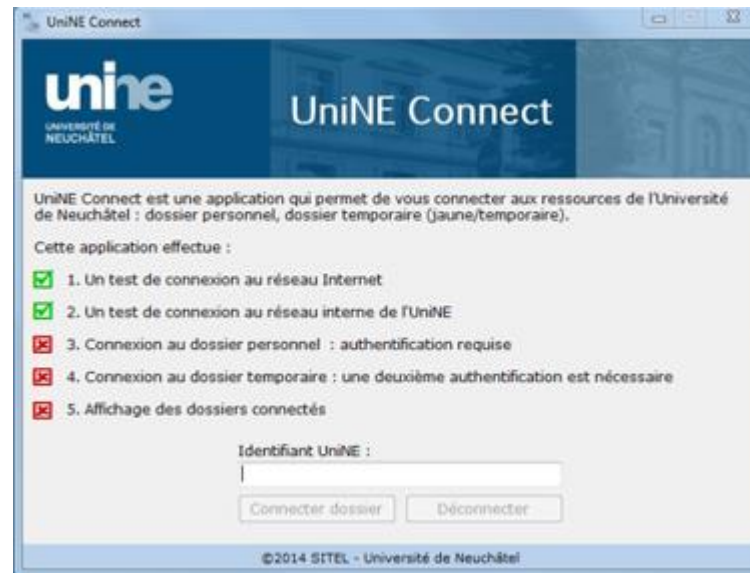 UniNE Connect
unine
UNIVERSITÉ DE
NEUCHÂTEL
UniNE Connect
UniNE Connect est une application qui permet de vous connecter aux ressources de l'Université
de Neuchâtel : dossier personnel, dossier temporaire (jaune/temporaire).
Cette application effectue :
1. Un test de connexion au réseau Internet
2. Un test de connexion au réseau interne de l'UniNE
3. Connexion au dossier personnel : authentification requise
4. Connexion au dossier temporaire : une deuxième authentification est nécessaire
5. Affichage des dossiers connectés
Identifiant UniNE :
Connecter dossier Déconnecter
©2014 SITEL - Université de Neuchâtel